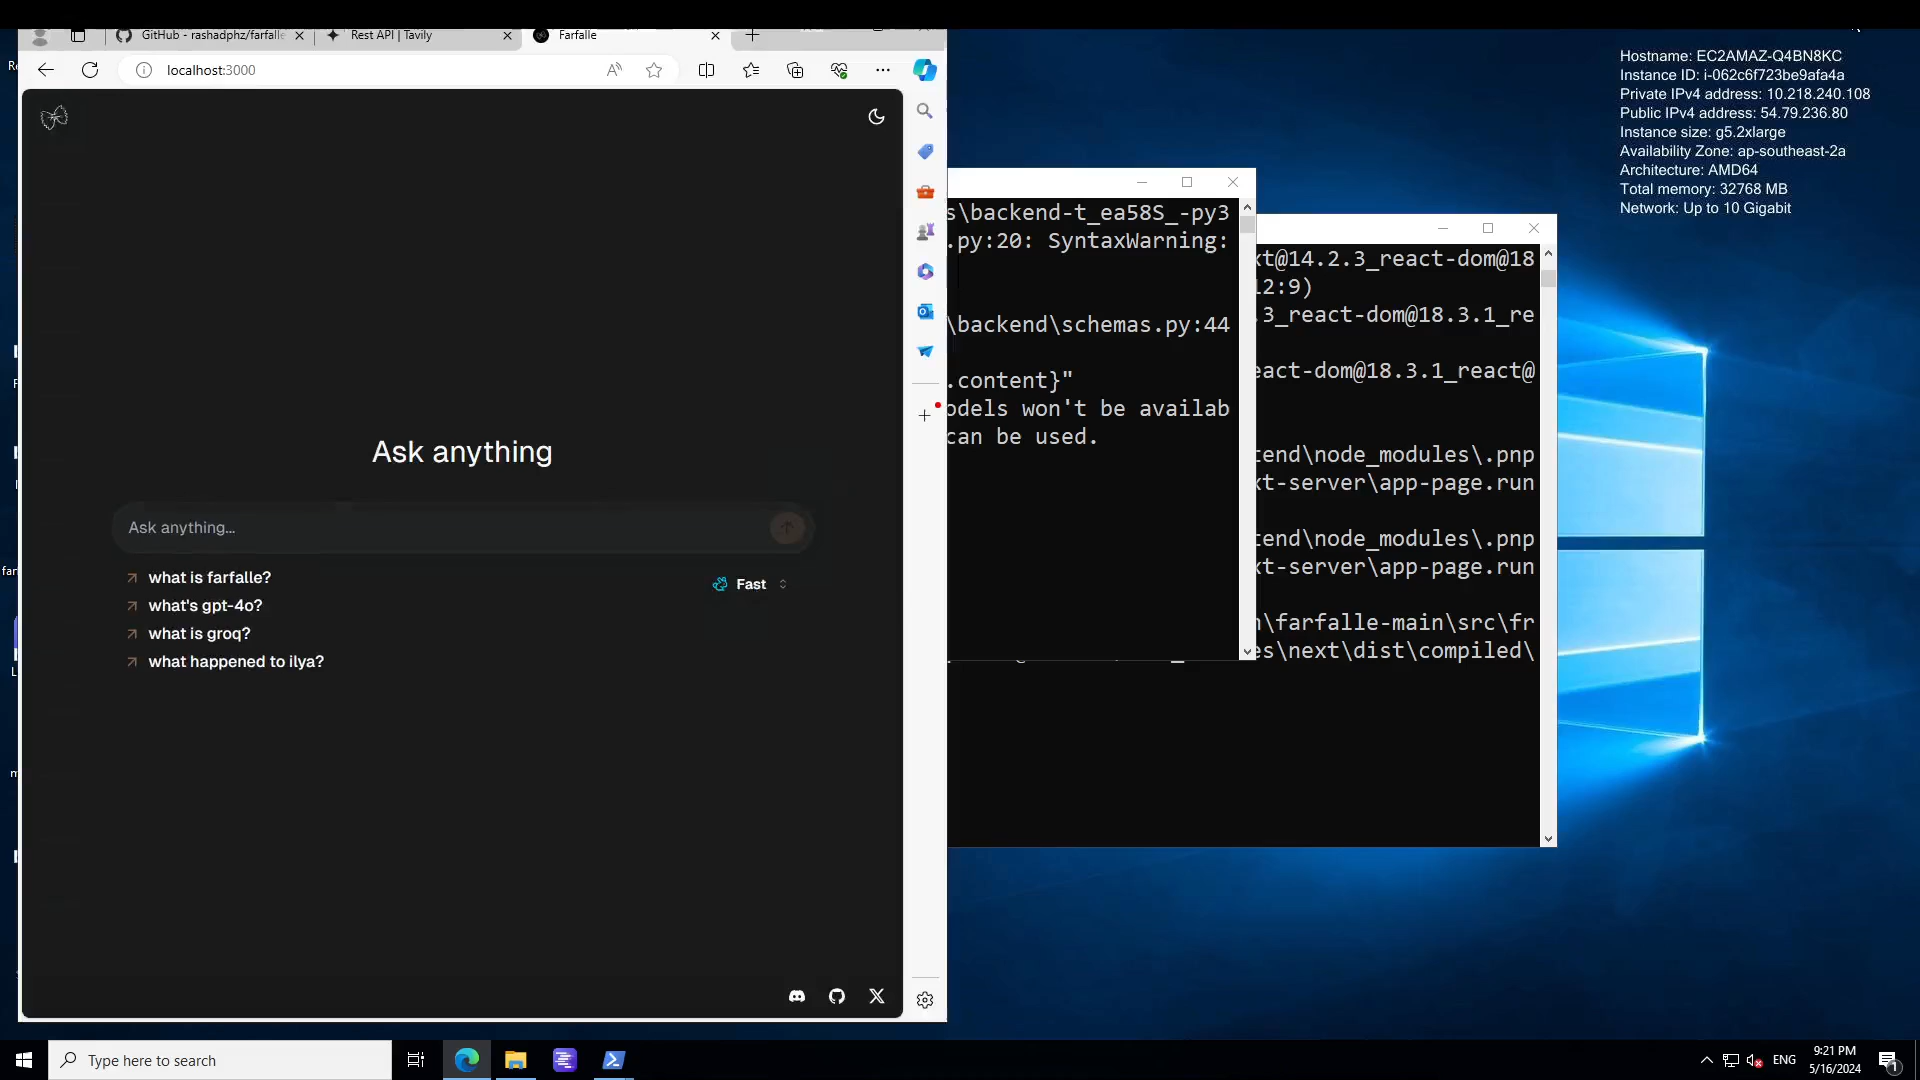 GitHub - rashadphz/farfalle
Rest API | Tavily
Farfalle
localhost:3000
Ask anything
Ask anything...
what is farfalle?
Fast
what's gpt-4o?
what is groq?
what happened to ilya?
s\backend-t_ea58S_-py3
.py:20: SyntaxWarning:
\backend\schemas.py:44
.content}"
odels won't be availab
can be used.
xt@14.2.3_react-dom@18
12:9)
.3_react-dom@18.3.1_re
eact-dom@18.3.1_react@
tend\node_modules\.pnp
xt-server\app-page.run
tend\node_modules\.pnp
xt-server\app-page.run
n\farfalle-main\src\fr
es\next\dist\compiled\
Hostname: EC2AMAZ-Q4BN8KC
Instance ID: i-062c6f723be9afa4a
Private IPv4 address: 10.218.240.108
Public IPv4 address: 54.79.236.80
Instance size: g5.2xlarge
Availability Zone: ap-southeast-2a
Architecture: AMD64
Total memory: 32768 MB
Network: Up to 10 Gigabit
Type here to search
ENG
9:21 PM
5/16/2024
1